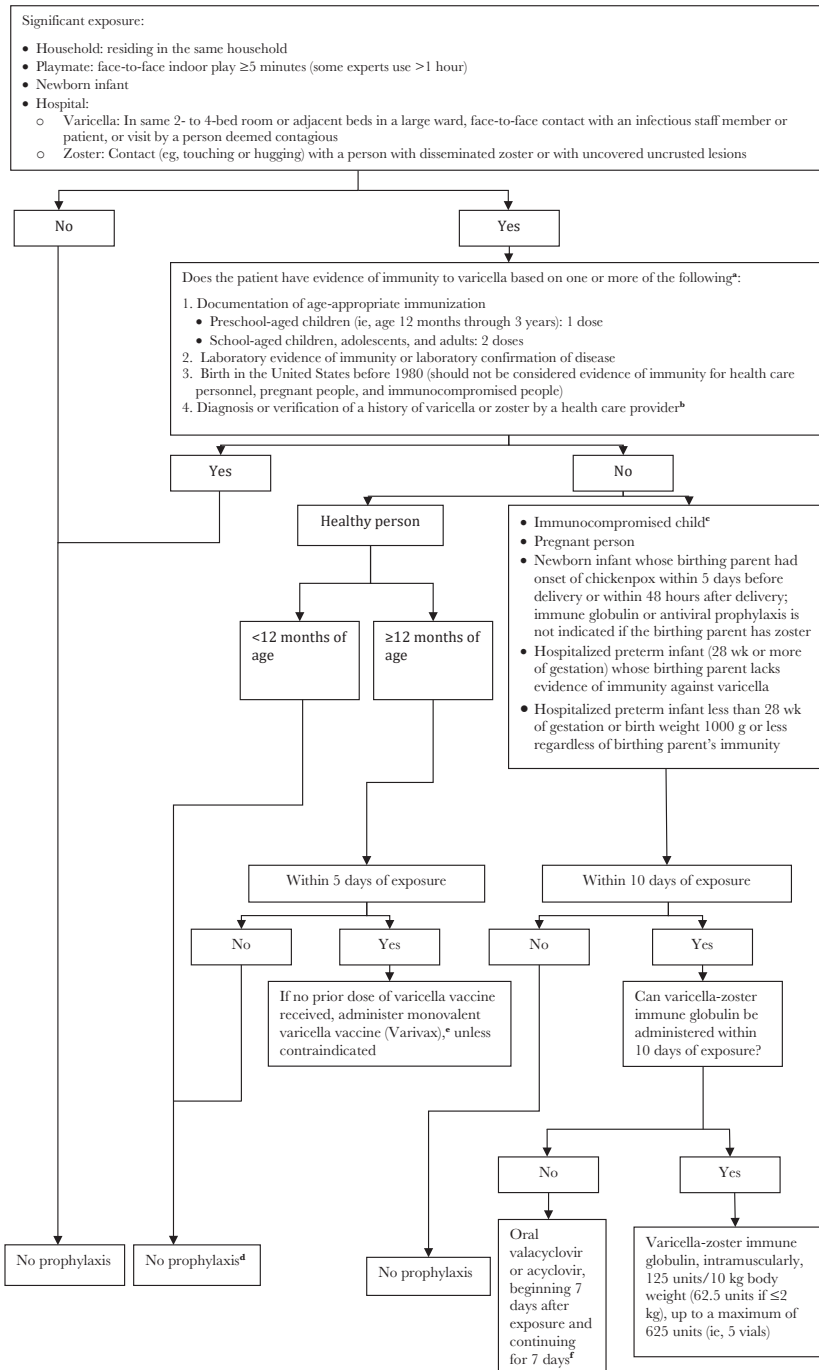 Significant exposure:
• Household: residing in the same household
• Playmate: face-to-face indoor play ≥5 minutes (some experts use >1 hour)
• Newborn infant
• Hospital:
o Varicella: In same 2- to 4-bed room or adjacent beds in a large ward, face-to-face contact with an infectious staff member or
patient, or visit by a person deemed contagious
o Zoster: Contact (eg, touching or hugging) with a person with disseminated zoster or with uncovered uncrusted lesions
No
Yes
Does the patient have evidence of immunity to varicella based on one or more of the following^a:
1. Documentation of age-appropriate immunization
• Preschool-aged children (ie, age 12 months through 3 years): 1 dose
• School-aged children, adolescents, and adults: 2 doses
2. Laboratory evidence of immunity or laboratory confirmation of disease
3. Birth in the United States before 1980 (should not be considered evidence of immunity for health care
personnel, pregnant people, and immunocompromised people)
4. Diagnosis or verification of a history of varicella or zoster by a health care provider^b
Yes
No
Healthy person
• Immunocompromised child^c
• Pregnant person
• Newborn infant whose birthing parent had
onset of chickenpox within 5 days before
delivery or within 48 hours after delivery;
immune globulin or antiviral prophylaxis is
not indicated if the birthing parent has zoster
• Hospitalized preterm infant (28 wk or more
of gestation) whose birthing parent lacks
evidence of immunity against varicella
• Hospitalized preterm infant less than 28 wk
of gestation or birth weight 1000 g or less
regardless of birthing parent's immunity
<12 months of
age
≥12 months of
age
Within 5 days of exposure
Within 10 days of exposure
No
Yes
No
Yes
If no prior dose of varicella vaccine
received, administer monovalent
varicella vaccine (Varivax),^e unless
contraindicated
Can varicella-zoster
immune globulin be
administered within
10 days of exposure?
No
Yes
No prophylaxis
No prophylaxis^d
No prophylaxis
Oral
valacyclovir
or acyclovir,
beginning 7
days after
exposure and
continuing
for 7 days^f
Varicella-zoster immune
globulin, intramuscularly,
125 units/10 kg body
weight (62.5 units if ≤2
kg), up to a maximum of
625 units (ie, 5 vials)